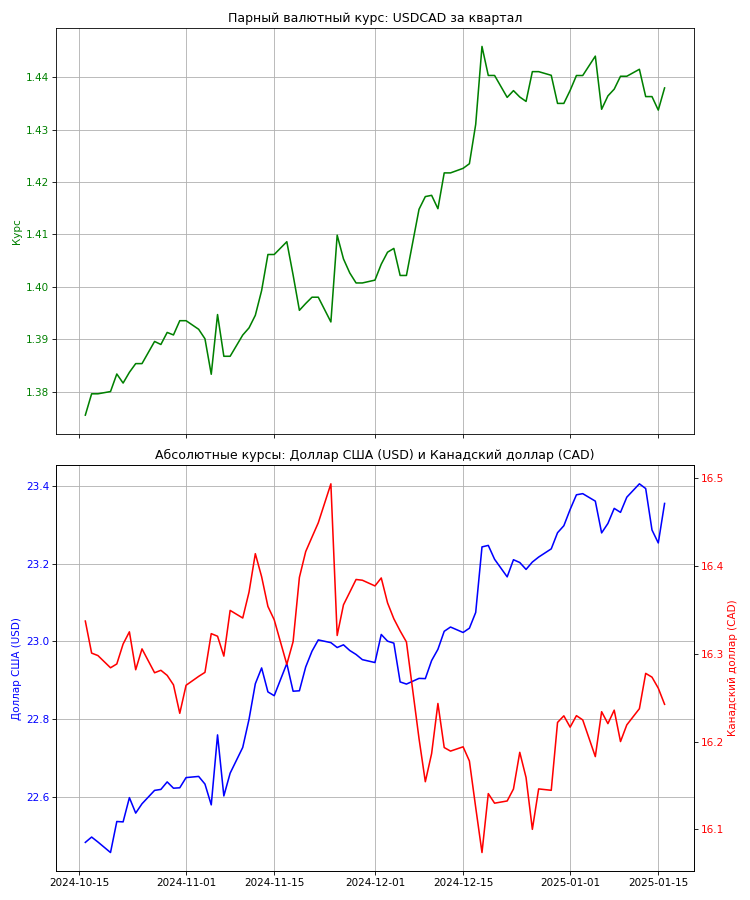 Парный валютный курс: USDCAD за квартал
1.44
1.43
1.42
1.41
1.40
1.39
1.38
Курс
Абсолютные курсы: Доллар США (USD) и Канадский доллар (CAD)
23.4
23.2
23.0
22.8
22.6
Доллар США (USD)
16.5
16.4
16.3
16.2
16.1
Канадский доллар (CAD)
2024-10-15 2024-11-01 2024-11-15 2024-12-01 2024-12-15 2025-01-01 2025-01-15